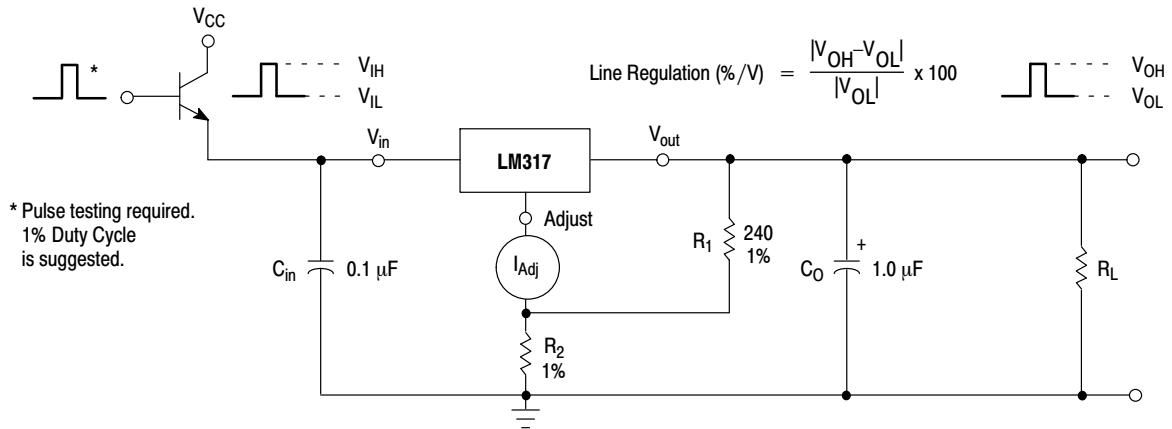 V_CC
*
V_IH
V_IL
Line Regulation (%/V) = |V_OH–V_OL| / |V_OL| x 100
V_OH
V_OL
V_in
LM317
V_out
* Pulse testing required.
1% Duty Cycle
is suggested.
Adjust
C_in
0.1 μF
I_Adj
R_1
240
1%
C_O
+
1.0 μF
R_L
R_2
1%